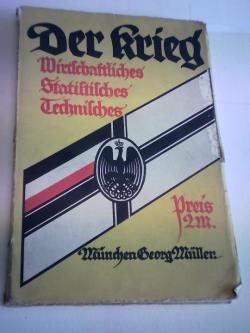 Der Krieg
Wirtschaftliches
Statistisches
Technisches
Preis
2 M.
München Georg Müller